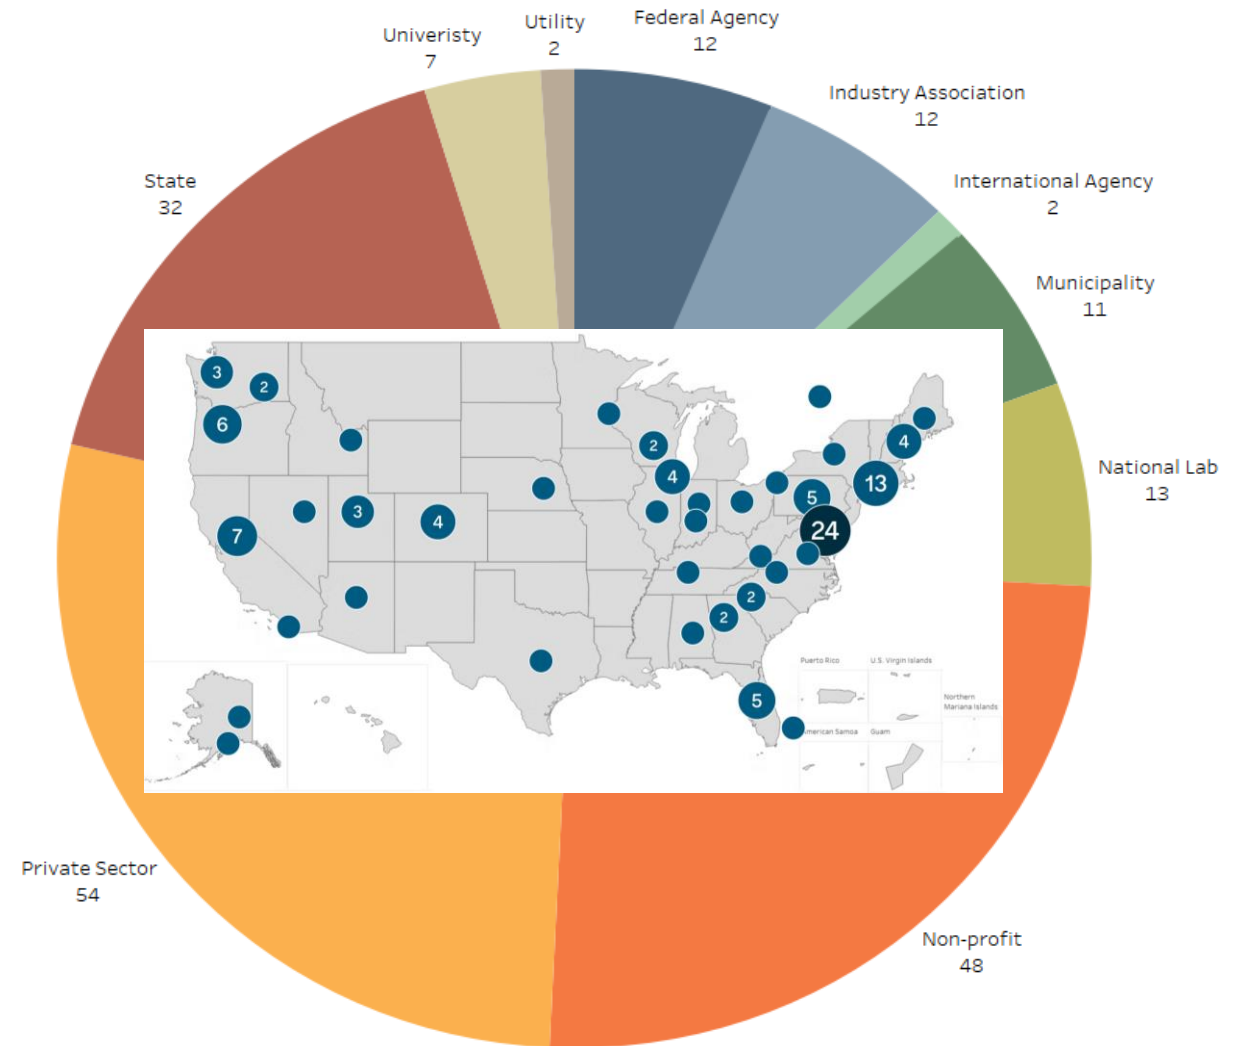 Utility
2
Federal Agency
12
Univeristy
7
Industry Association
12
International Agency
2
State
32
Municipality
11
National Lab
13
Non-profit
48
Private Sector
54
3
2
6
2
4
4
13
5
24
3
4
7
2
2
5
Puerto Rico
U.S. Virgin Islands
Northern
Mariana Islands
merican Samoa
Guam